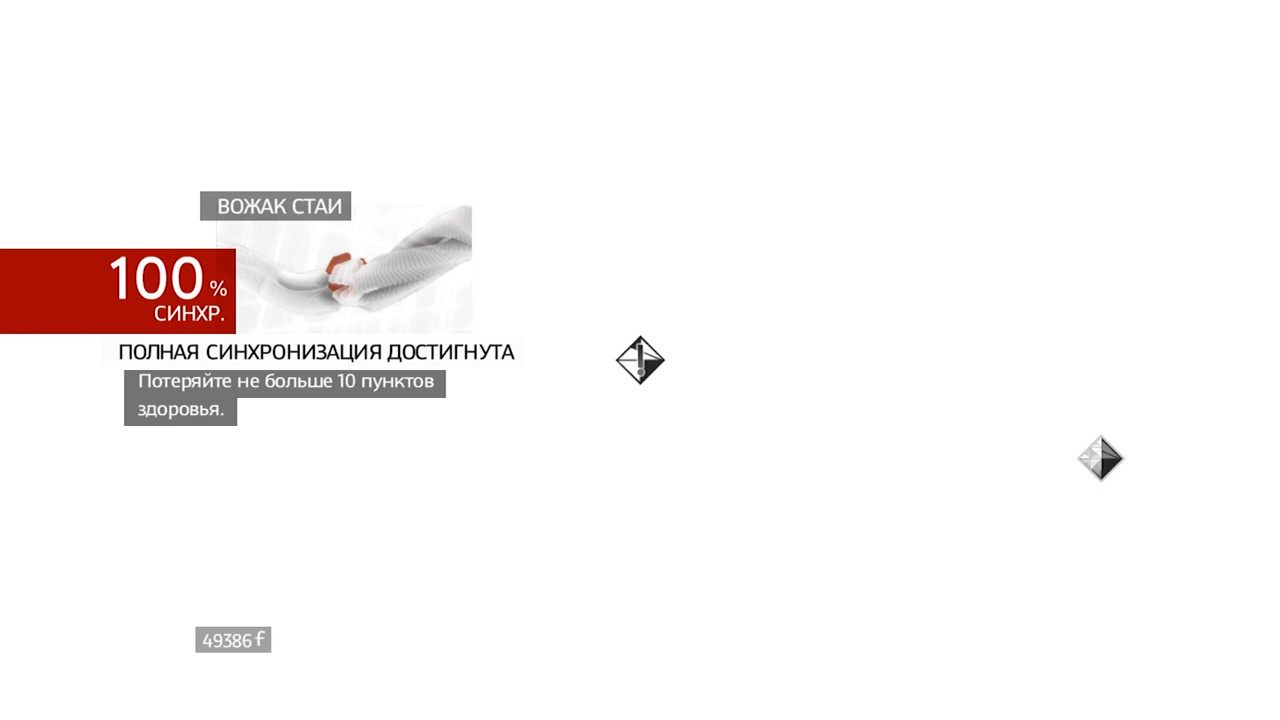 ВОЖАК СТАИ
100 %
СИНХР.
ПОЛНАЯ СИНХРОНИЗАЦИЯ ДОСТИГНУТА
Потеряйте не больше 10 пунктов
здоровья.
49386 f